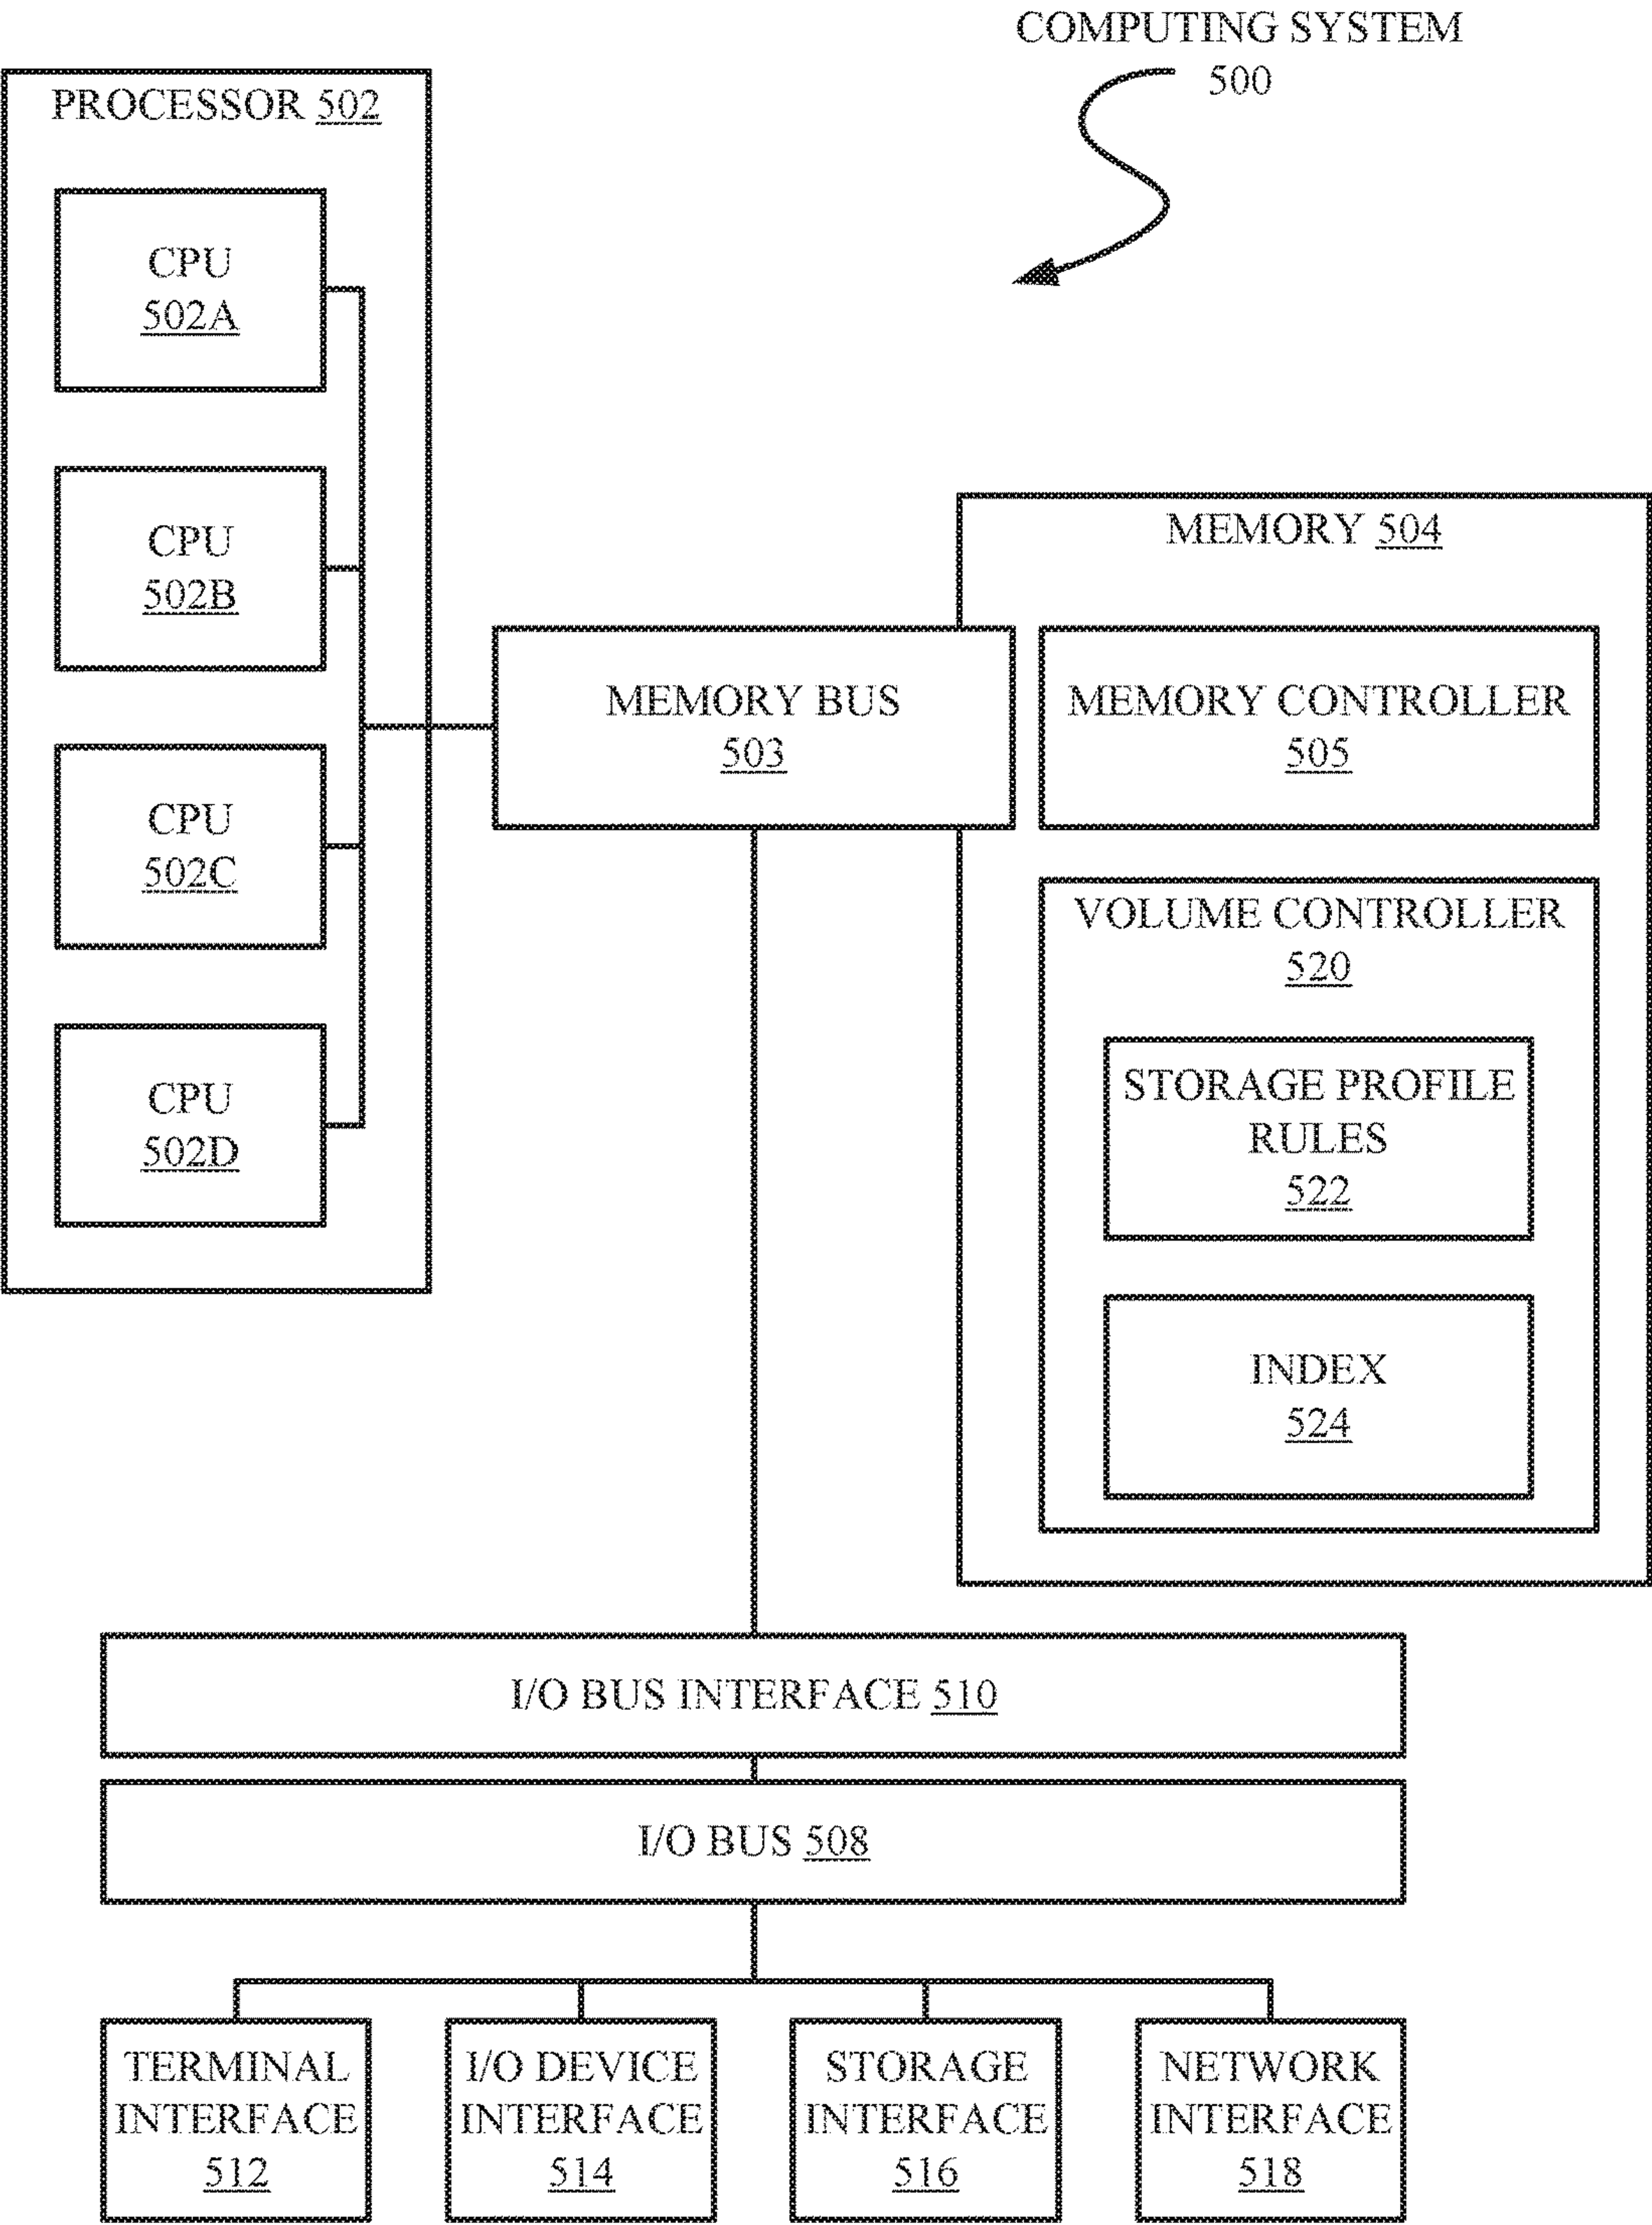 COMPUTING SYSTEM
500
PROCESSOR 502
CPU
502A
CPU
502B
CPU
502C
CPU
502D
MEMORY BUS
503
MEMORY 504
MEMORY CONTROLLER
505
VOLUME CONTROLLER
520
STORAGE PROFILE
RULES
522
INDEX
524
I/O BUS INTERFACE 510
I/O BUS 508
TERMINAL
INTERFACE
512
I/O DEVICE
INTERFACE
514
STORAGE
INTERFACE
516
NETWORK
INTERFACE
518